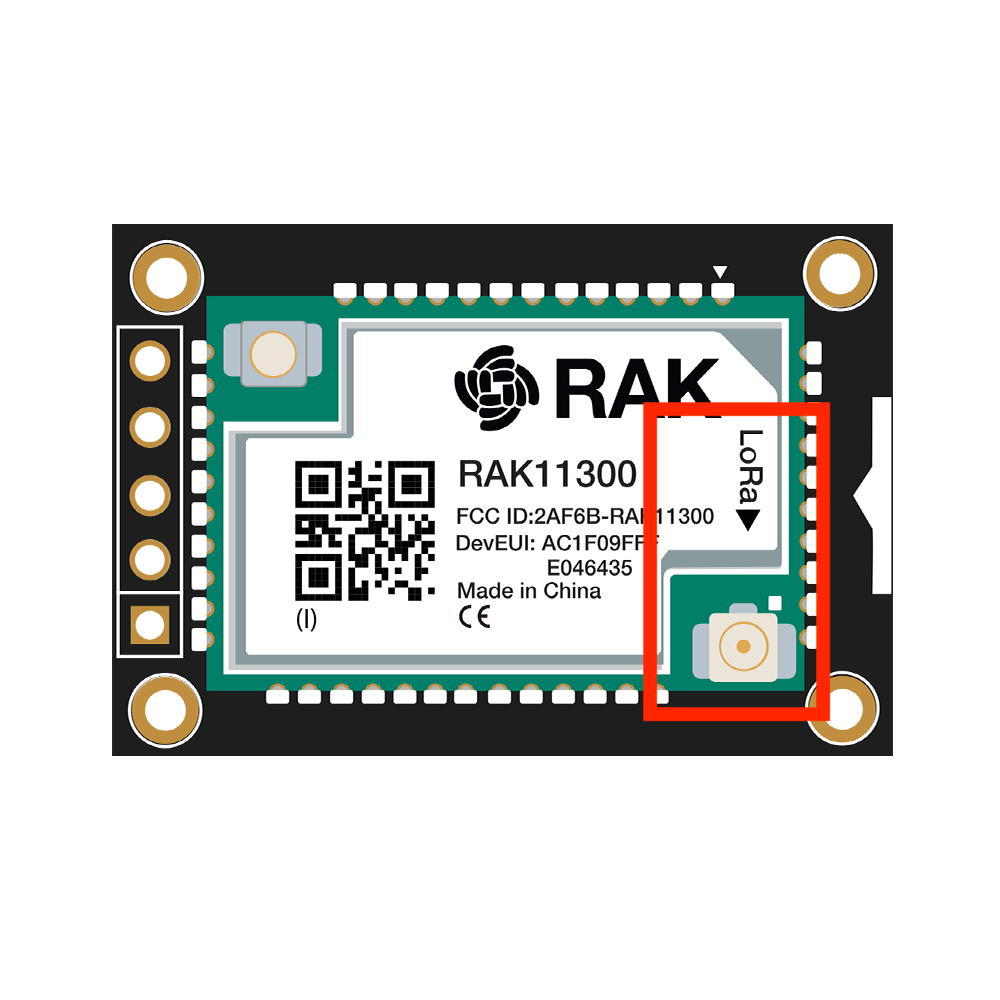 RAK
LoRa
RAK11300
FCC ID:2AF6B-RAK11300
DevEUI: AC1F09FFF
E046435
Made in China
(I) CE